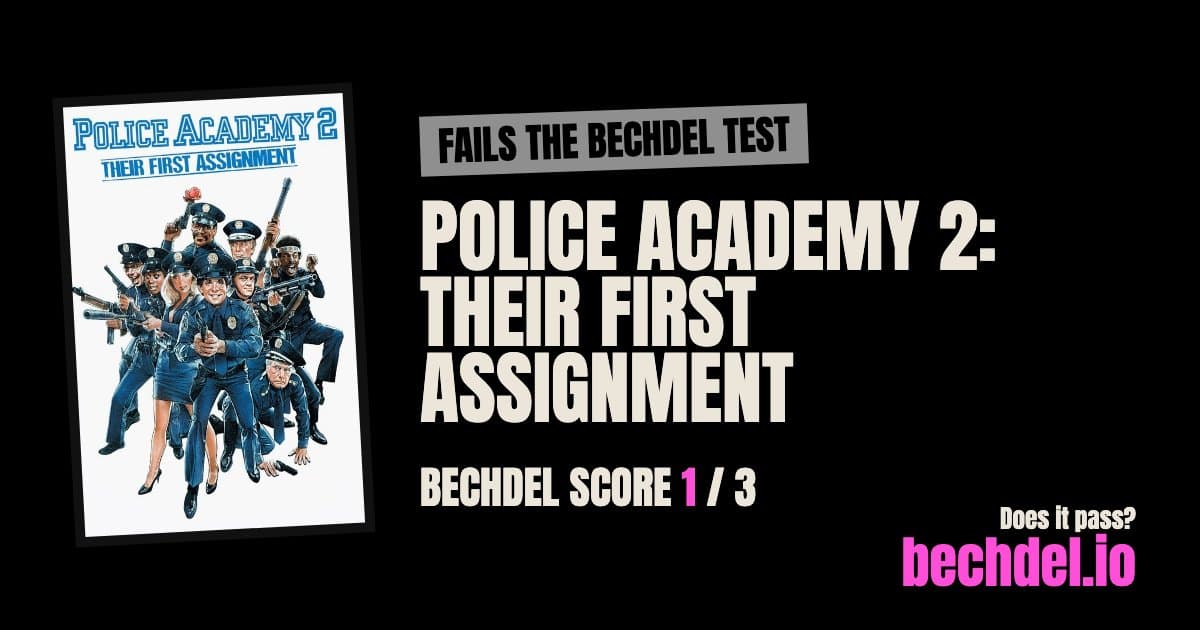 POLICE ACADEMY 2
THEIR FIRST ASSIGNMENT
FAILS THE BECHDEL TEST
POLICE ACADEMY 2:
THEIR FIRST
ASSIGNMENT
BECHDEL SCORE 1 / 3
Does it pass?
bechdel.io